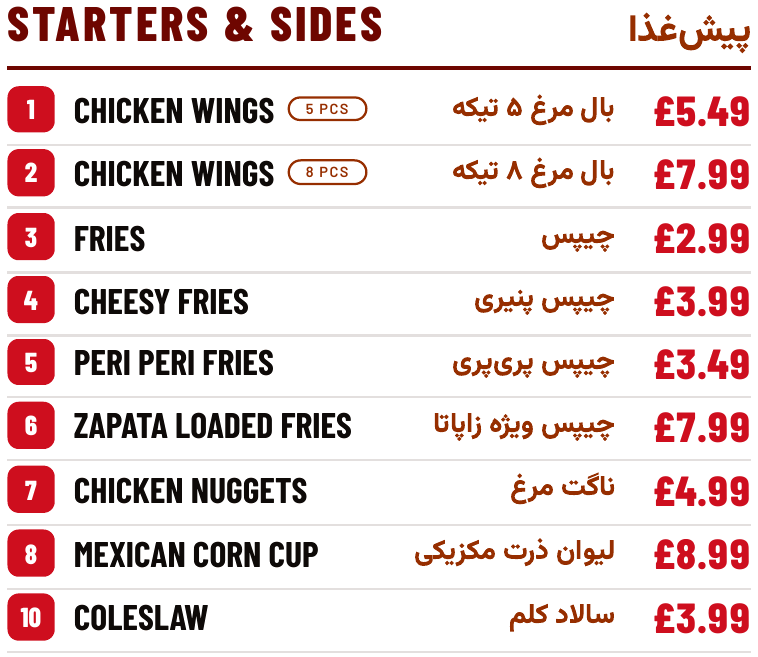 STARTERS & SIDES پیش‌غذا
1 CHICKEN WINGS 5 PCS بال مرغ ۵ تیکه £5.49
2 CHICKEN WINGS 8 PCS بال مرغ ۸ تیکه £7.99
3 FRIES چیپس £2.99
4 CHEESY FRIES چیپس پنیری £3.99
5 PERI PERI FRIES چیپس پری‌پری £3.49
6 ZAPATA LOADED FRIES چیپس ویژه زاپاتا £7.99
7 CHICKEN NUGGETS ناگت مرغ £4.99
8 MEXICAN CORN CUP لیوان ذرت مکزیکی £8.99
10 COLESLAW سالاد کلم £3.99